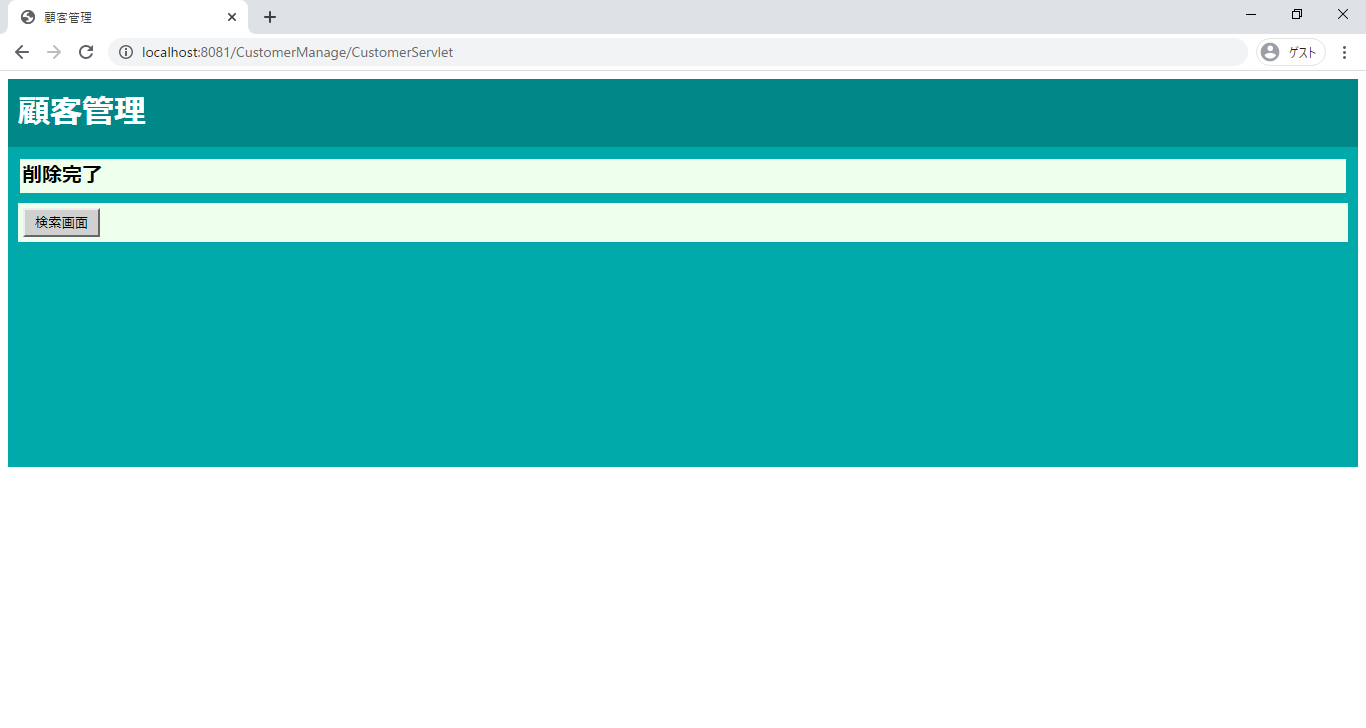 顧客管理
localhost:8081/CustomerManage/CustomerServlet
ゲスト
顧客管理
削除完了
検索画面